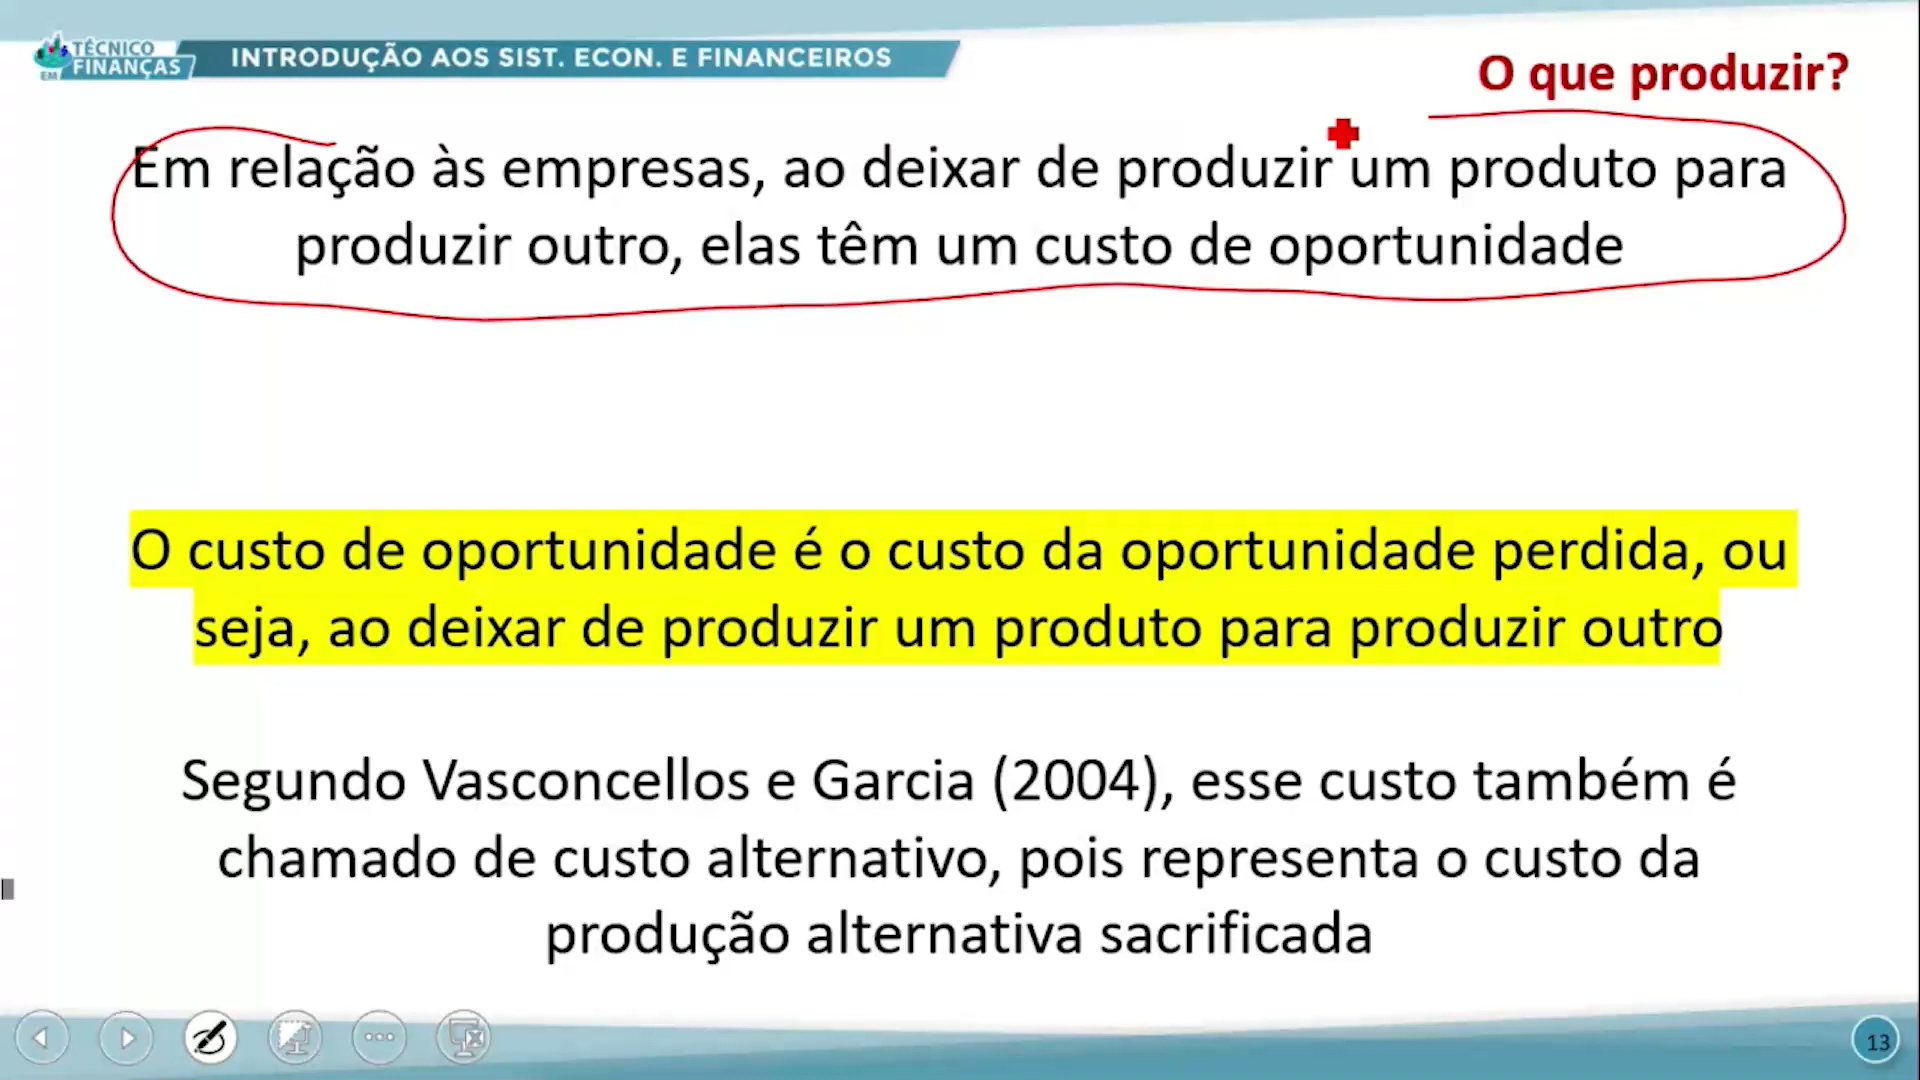 TÉCNICO
EM FINANÇAS
INTRODUÇÃO AOS SIST. ECON. E FINANCEIROS
O que produzir?
Em relação às empresas, ao deixar de produzir um produto para
produzir outro, elas têm um custo de oportunidade
O custo de oportunidade é o custo da oportunidade perdida, ou
seja, ao deixar de produzir um produto para produzir outro
Segundo Vasconcellos e Garcia (2004), esse custo também é
chamado de custo alternativo, pois representa o custo da
produção alternativa sacrificada
13